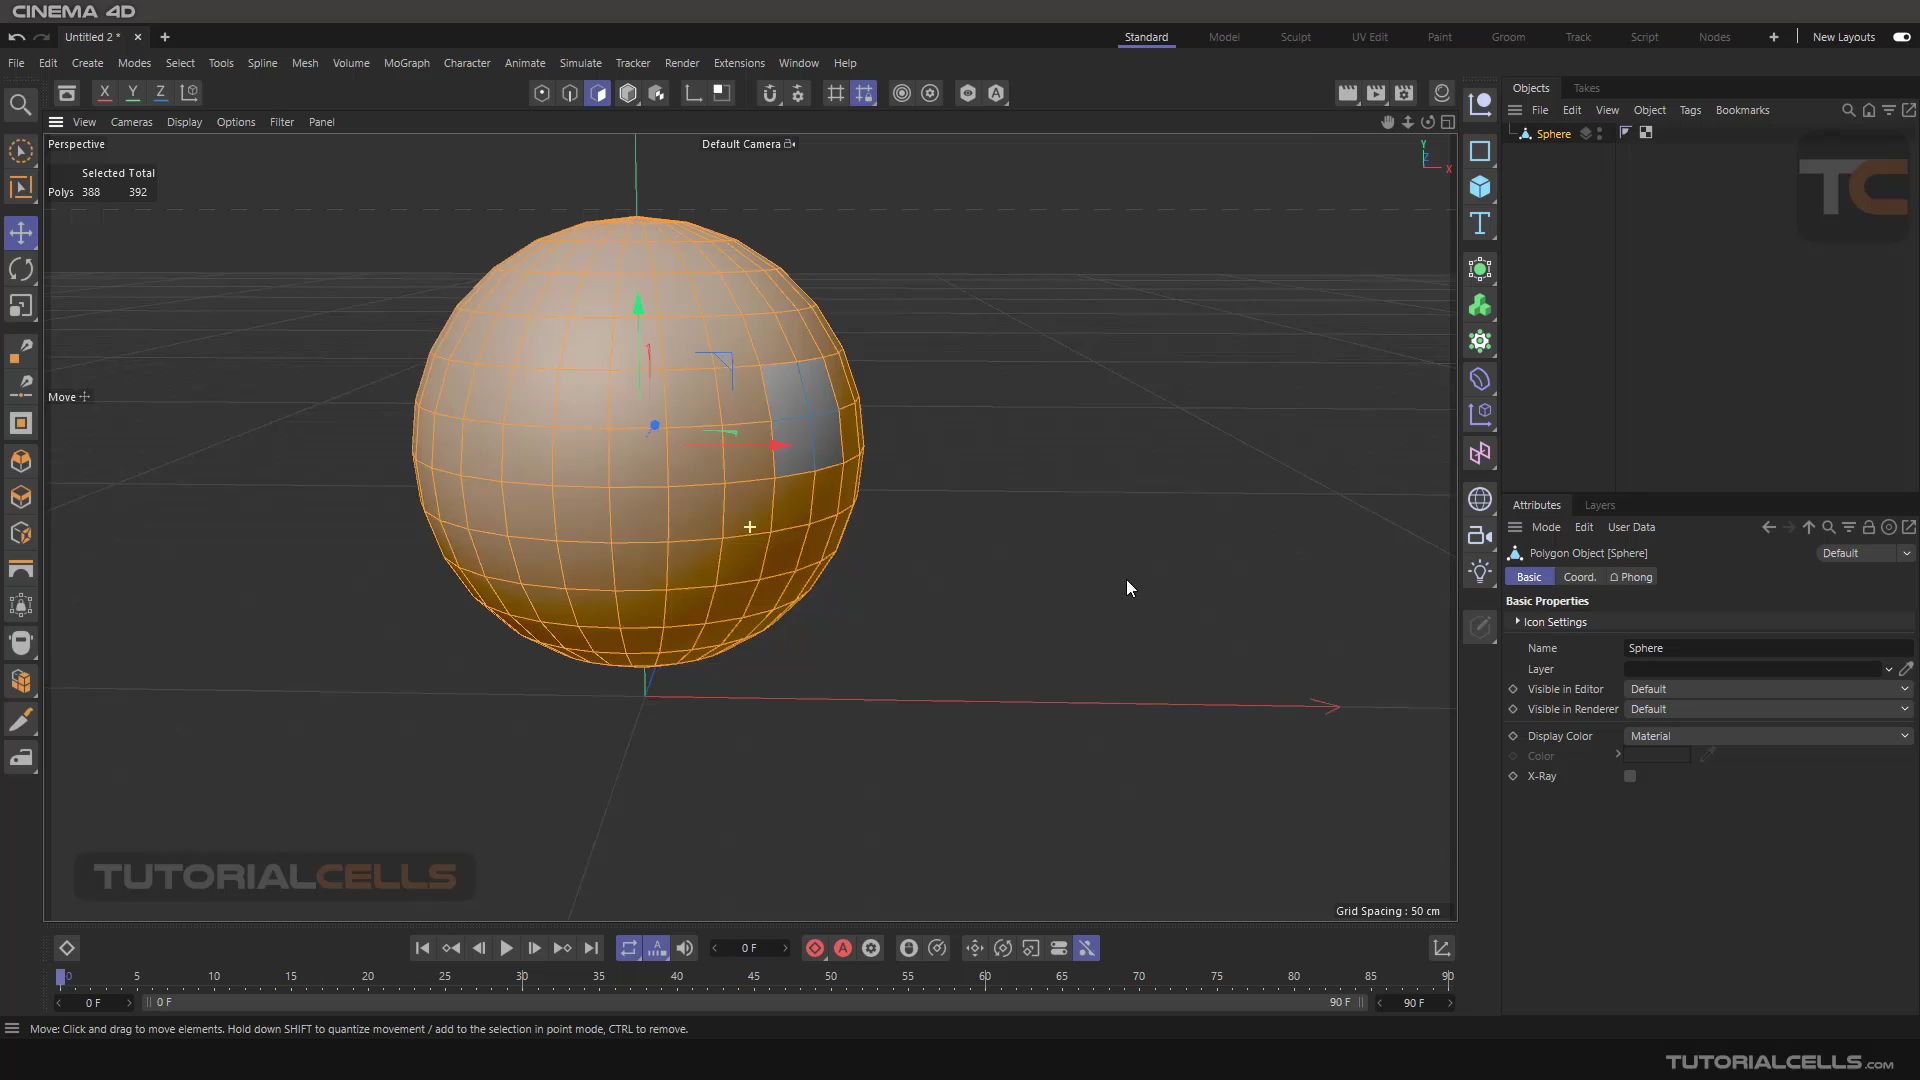 CINEMA 4D
Untitled 2 *
Standard
Model
Sculpt
UV Edit
Paint
Groom
Track
Script
Nodes
New Layouts
File Edit Create Modes Select Tools Spline Mesh Volume MoGraph Character Animate Simulate Tracker Render Extensions Window Help
X Y Z
Objects Takes
View Cameras Display Options Filter Panel
File Edit View Object Tags Bookmarks
Sphere
Perspective
Default Camera
Y
Z
X
Selected Total
Polys 388 392
TC
Move
Attributes Layers
Mode Edit User Data
Polygon Object [Sphere]
Default
Basic Coord. Phong
Basic Properties
Icon Settings
Name Sphere
Layer
Visible in Editor Default
Visible in Renderer Default
Display Color Material
Color
X-Ray
TUTORIALCELLS
Grid Spacing : 50 cm
0 F
0 5 10 15 20 25 30 35 40 45 50 55 60 65 70 75 80 85 90
0 F 0 F 90 F 90 F
Move: Click and drag to move elements. Hold down SHIFT to quantize movement / add to the selection in point mode, CTRL to remove.
TUTORIALCELLS.com